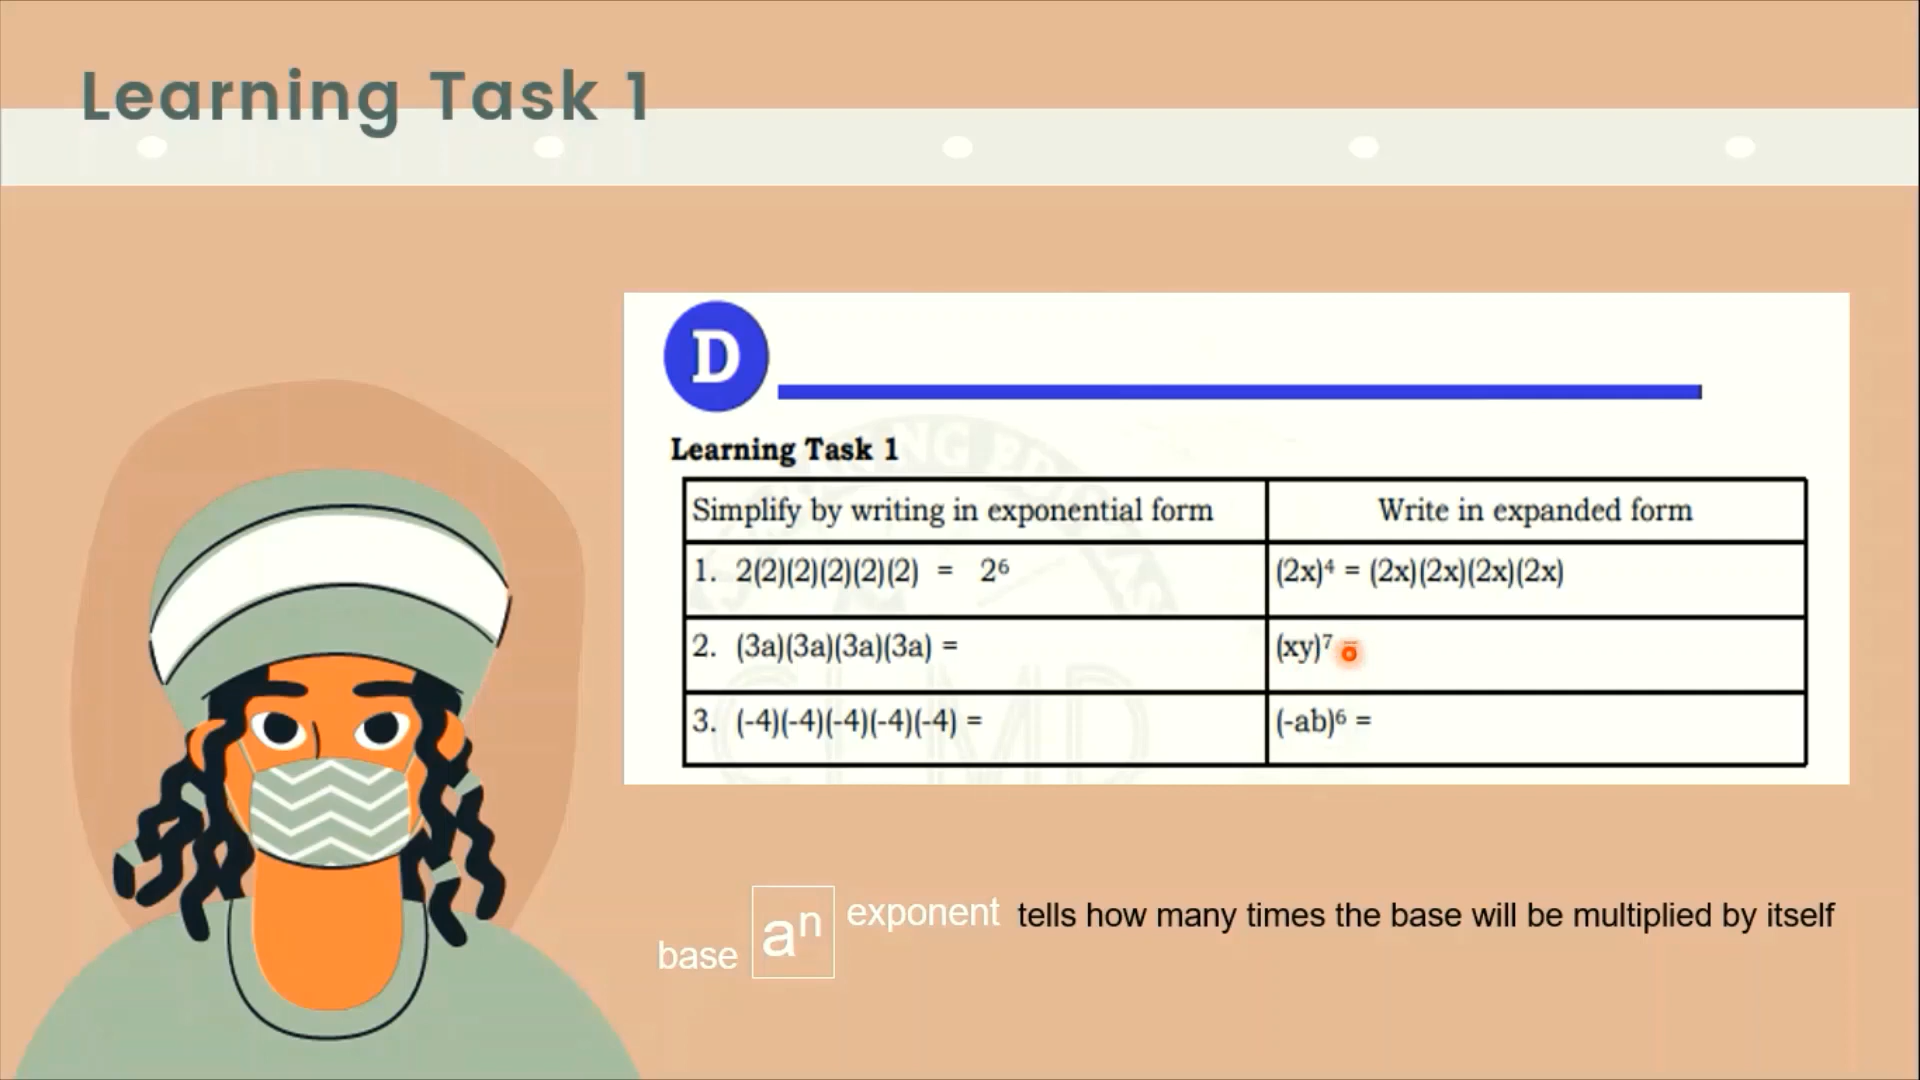 Learning Task 1
D
Learning Task 1
Simplify by writing in exponential form
Write in expanded form
1. 2(2)(2)(2)(2)(2) = 2⁶
(2x)⁴ = (2x)(2x)(2x)(2x)
2. (3a)(3a)(3a)(3a) =
(xy)⁷
3. (-4)(-4)(-4)(-4)(-4) =
(-ab)⁶ =
exponent tells how many times the base will be multiplied by itself
base aⁿ